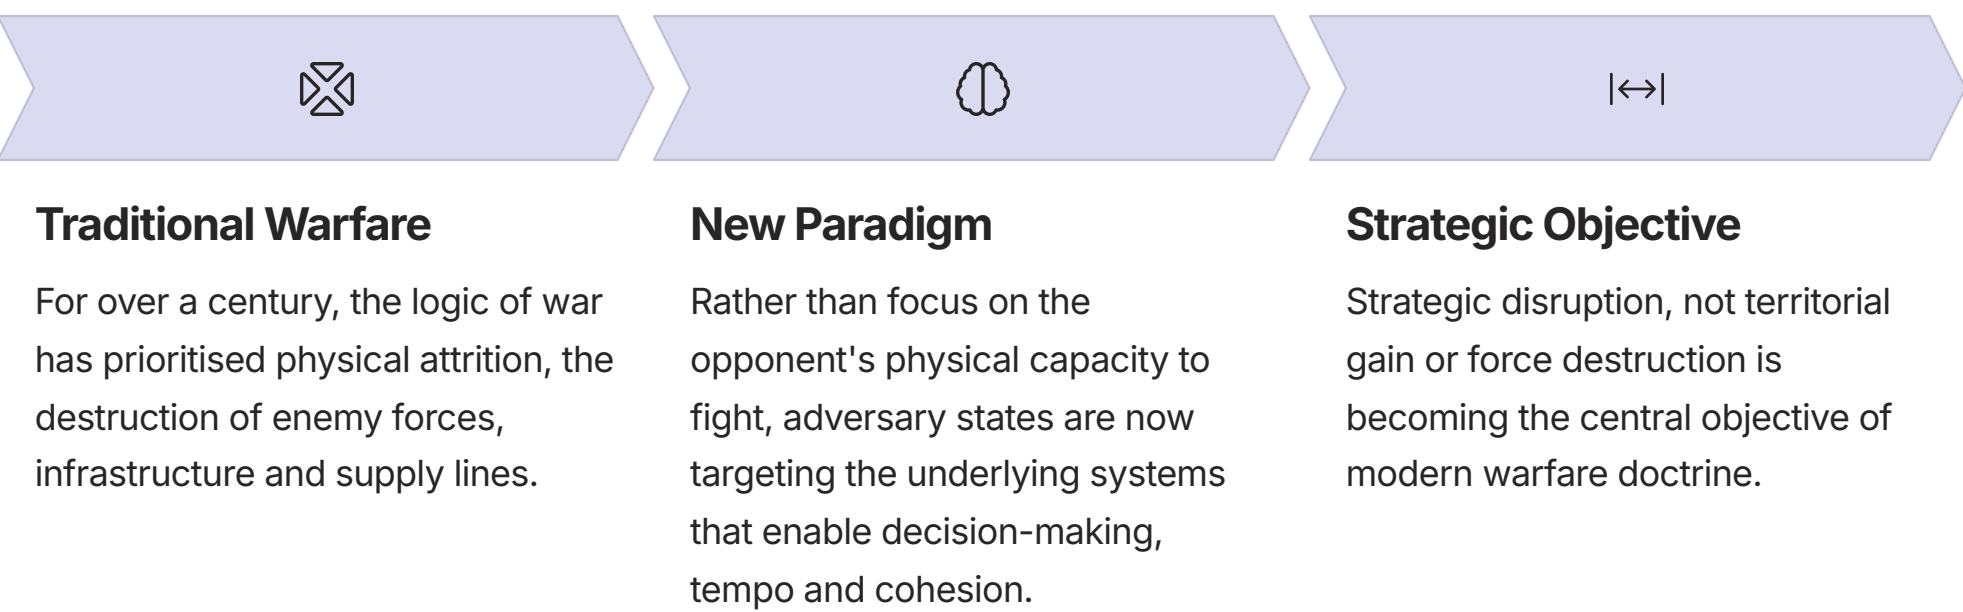 Traditional Warfare
For over a century, the logic of war
has prioritised physical attrition, the
destruction of enemy forces,
infrastructure and supply lines.
New Paradigm
Rather than focus on the
opponent's physical capacity to
fight, adversary states are now
targeting the underlying systems
that enable decision-making,
tempo and cohesion.
Strategic Objective
Strategic disruption, not territorial
gain or force destruction is
becoming the central objective of
modern warfare doctrine.